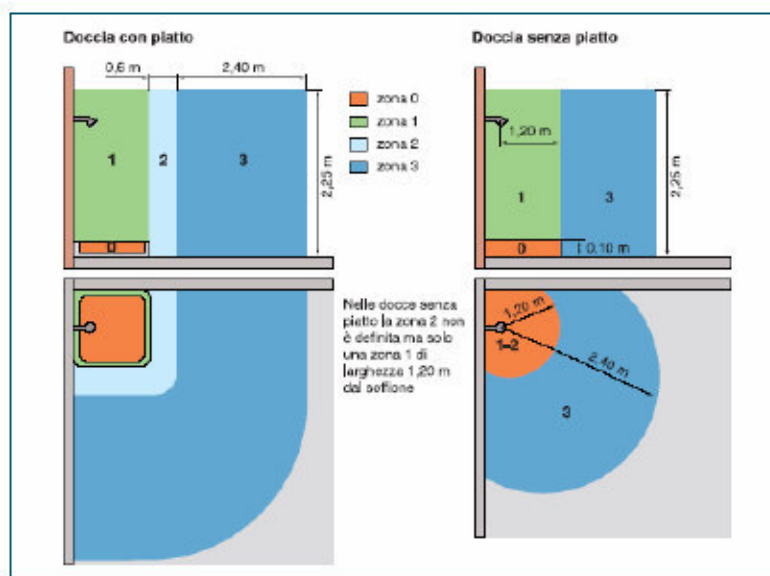 Doccia con piatto
0,6 m
2,40 m
1
2
3
0
2,25 m
zona 0
zona 1
zona 2
zona 3
Doccia senza piatto
1,20 m
1
3
0
0,10 m
2,25 m
Nelle docce senza
piatto la zona 2 non
è definita ma solo
una zona 1 di
larghezza 1,20 m
dal soffione
1,20 m
1–2
2,40 m
3